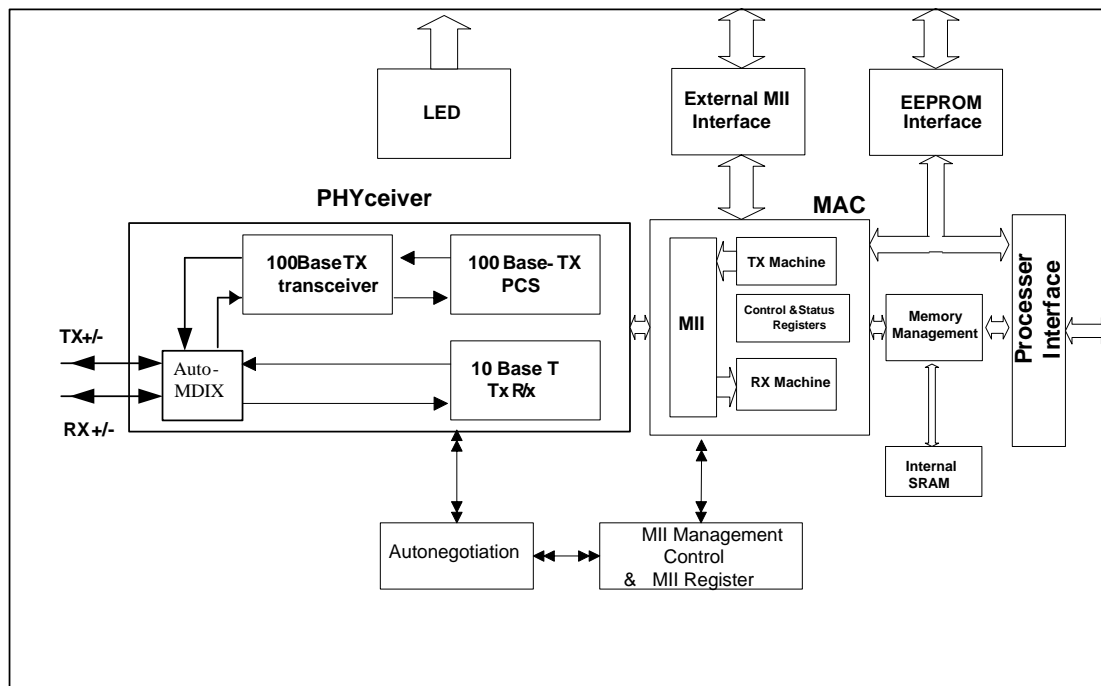 LED
External MII
Interface
EEPROM
Interface
PHYceiver
MAC
100Base TX
transceiver
100 Base- TX
PCS
MII
TX Machine
Control & Status
Registers
RX Machine
Memory
Management
Processer
Interface
TX+/-
RX +/-
Auto-
MDIX
10 Base T
Tx R/x
Internal
SRAM
Autonegotiation
MII Management
Control
& MII Register